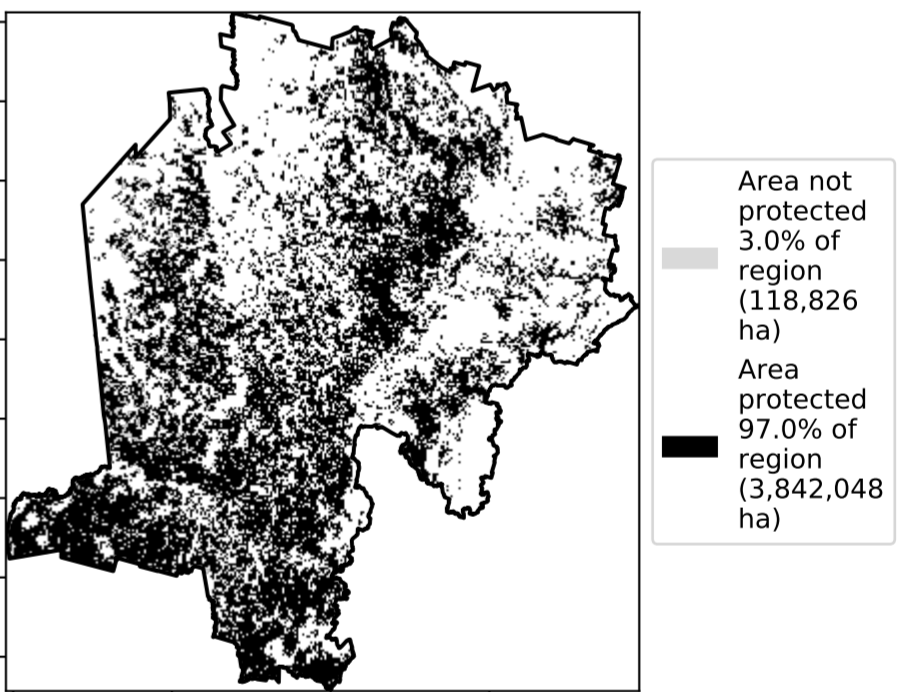 Area not
protected
3.0% of
region
(118,826
ha)
Area
protected
97.0% of
region
(3,842,048
ha)